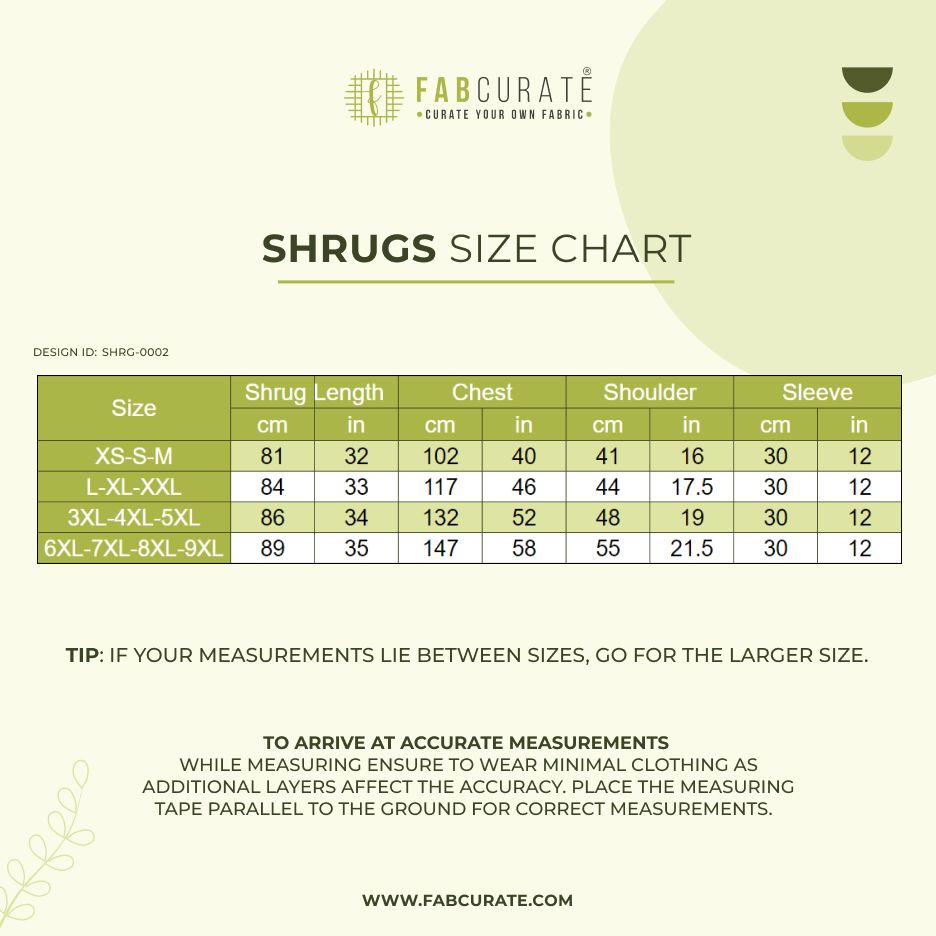 FABCURATE®
•CURATE YOUR OWN FABRIC•
SHRUGS SIZE CHART
DESIGN ID: SHRG-0002
Size Shrug Length Chest Shoulder Sleeve
cm in cm in cm in cm in
XS-S-M 81 32 102 40 41 16 30 12
L-XL-XXL 84 33 117 46 44 17.5 30 12
3XL-4XL-5XL 86 34 132 52 48 19 30 12
6XL-7XL-8XL-9XL 89 35 147 58 55 21.5 30 12
TIP: IF YOUR MEASUREMENTS LIE BETWEEN SIZES, GO FOR THE LARGER SIZE.
TO ARRIVE AT ACCURATE MEASUREMENTS
WHILE MEASURING ENSURE TO WEAR MINIMAL CLOTHING AS
ADDITIONAL LAYERS AFFECT THE ACCURACY. PLACE THE MEASURING
TAPE PARALLEL TO THE GROUND FOR CORRECT MEASUREMENTS.
WWW.FABCURATE.COM